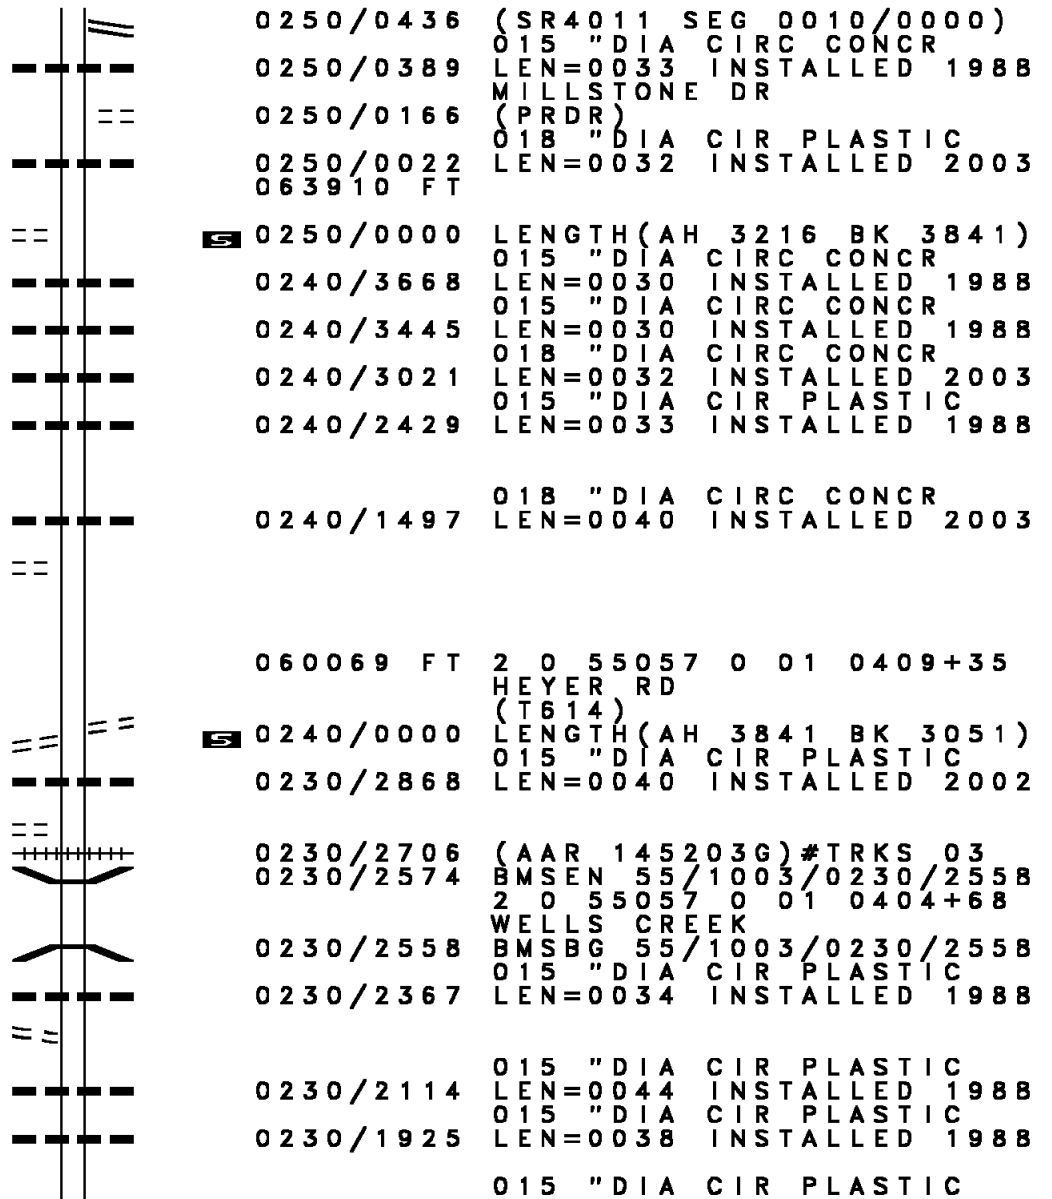 0250/0436 (SR4011 SEG 0010/0000)
015 "DIA CIRC CONCR
0250/0389 LEN=0033 INSTALLED 1988
MILLSTONE DR
0250/0166 (PRDR)
018 "DIA CIR PLASTIC
0250/0022 LEN=0032 INSTALLED 2003
063910 FT
S 0250/0000 LENGTH(AH 3216 BK 3841)
015 "DIA CIRC CONCR
0240/3668 LEN=0030 INSTALLED 1988
015 "DIA CIRC CONCR
0240/3445 LEN=0030 INSTALLED 1988
018 "DIA CIRC CONCR
0240/3021 LEN=0032 INSTALLED 2003
015 "DIA CIR PLASTIC
0240/2429 LEN=0033 INSTALLED 1988
018 "DIA CIRC CONCR
0240/1497 LEN=0040 INSTALLED 2003
060069 FT 2 0 55057 0 01 0409+35
HEYER RD
(T614)
S 0240/0000 LENGTH(AH 3841 BK 3051)
015 "DIA CIR PLASTIC
0230/2868 LEN=0040 INSTALLED 2002
0230/2706 (AAR 145203G)#TRKS 03
0230/2574 BMSEN 55/1003/0230/2558
2 0 55057 0 01 0404+68
WELLS CREEK
0230/2558 BMSBG 55/1003/0230/2558
015 "DIA CIR PLASTIC
0230/2367 LEN=0034 INSTALLED 1988
015 "DIA CIR PLASTIC
0230/2114 LEN=0044 INSTALLED 1988
015 "DIA CIR PLASTIC
0230/1925 LEN=0038 INSTALLED 1988
015 "DIA CIR PLASTIC